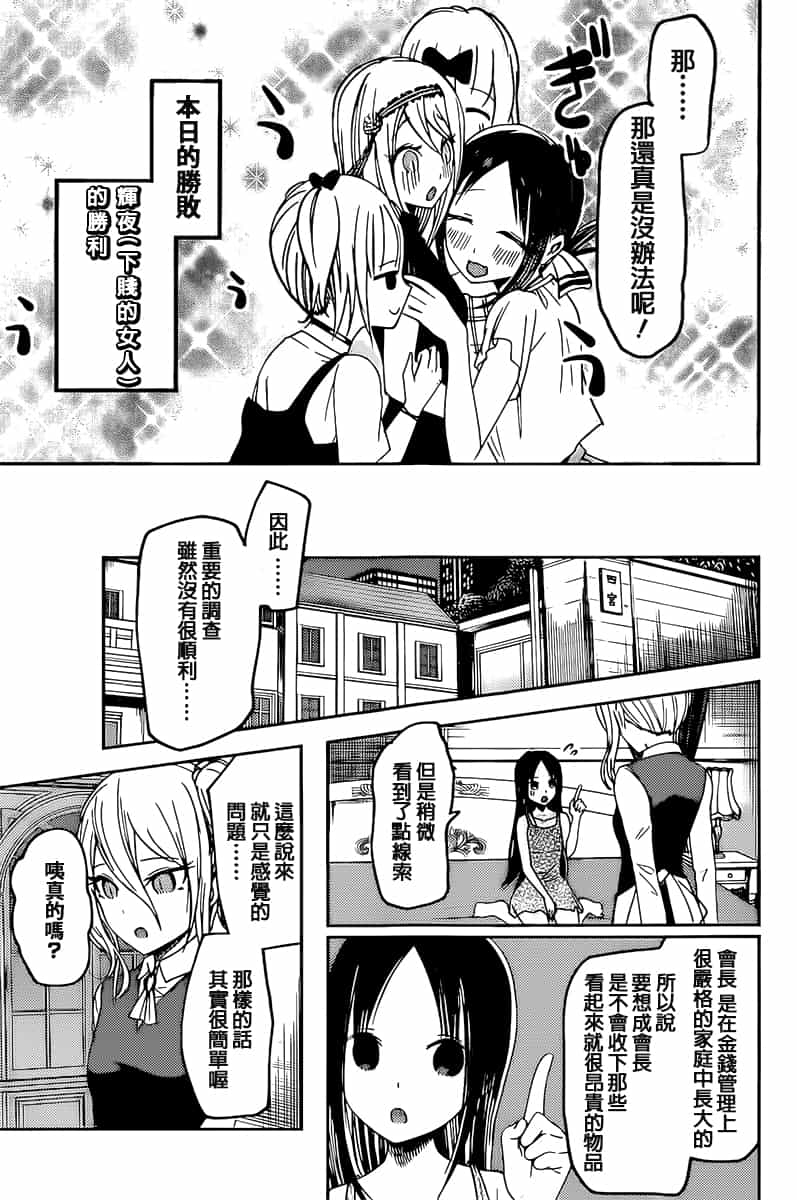 那……
那還真是沒辦法呢！
ぎゅ
本日的勝敗
輝夜（下賤的女人）
的勝利
四宮
因此……
重要的調查
雖然沒有很順利……
但是稍微
看到了點線索
這麼說來
就只是感覺的
問題……
那樣的話
其實很簡單喔
咦真的嗎？
會長 是在金錢管理上
很嚴格的家庭中長大的
所以說
要想成會長
是不會收下那些
看起來就很昂貴的物品